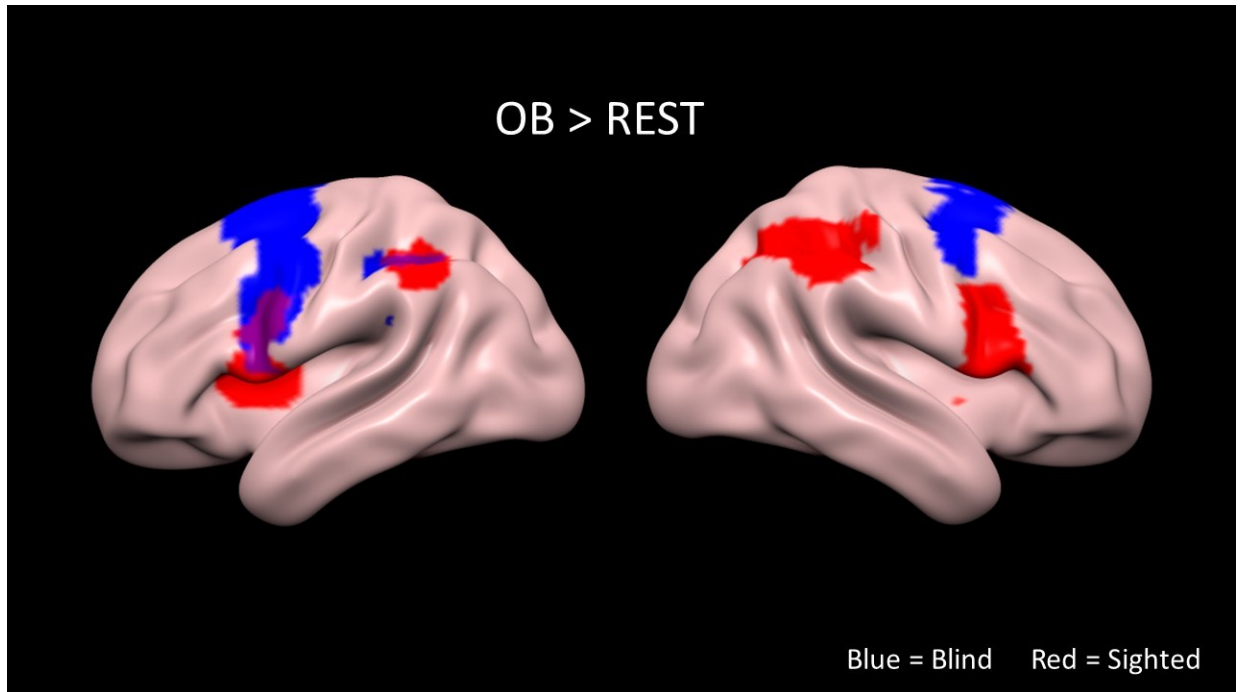 OB > REST
Blue = Blind Red = Sighted